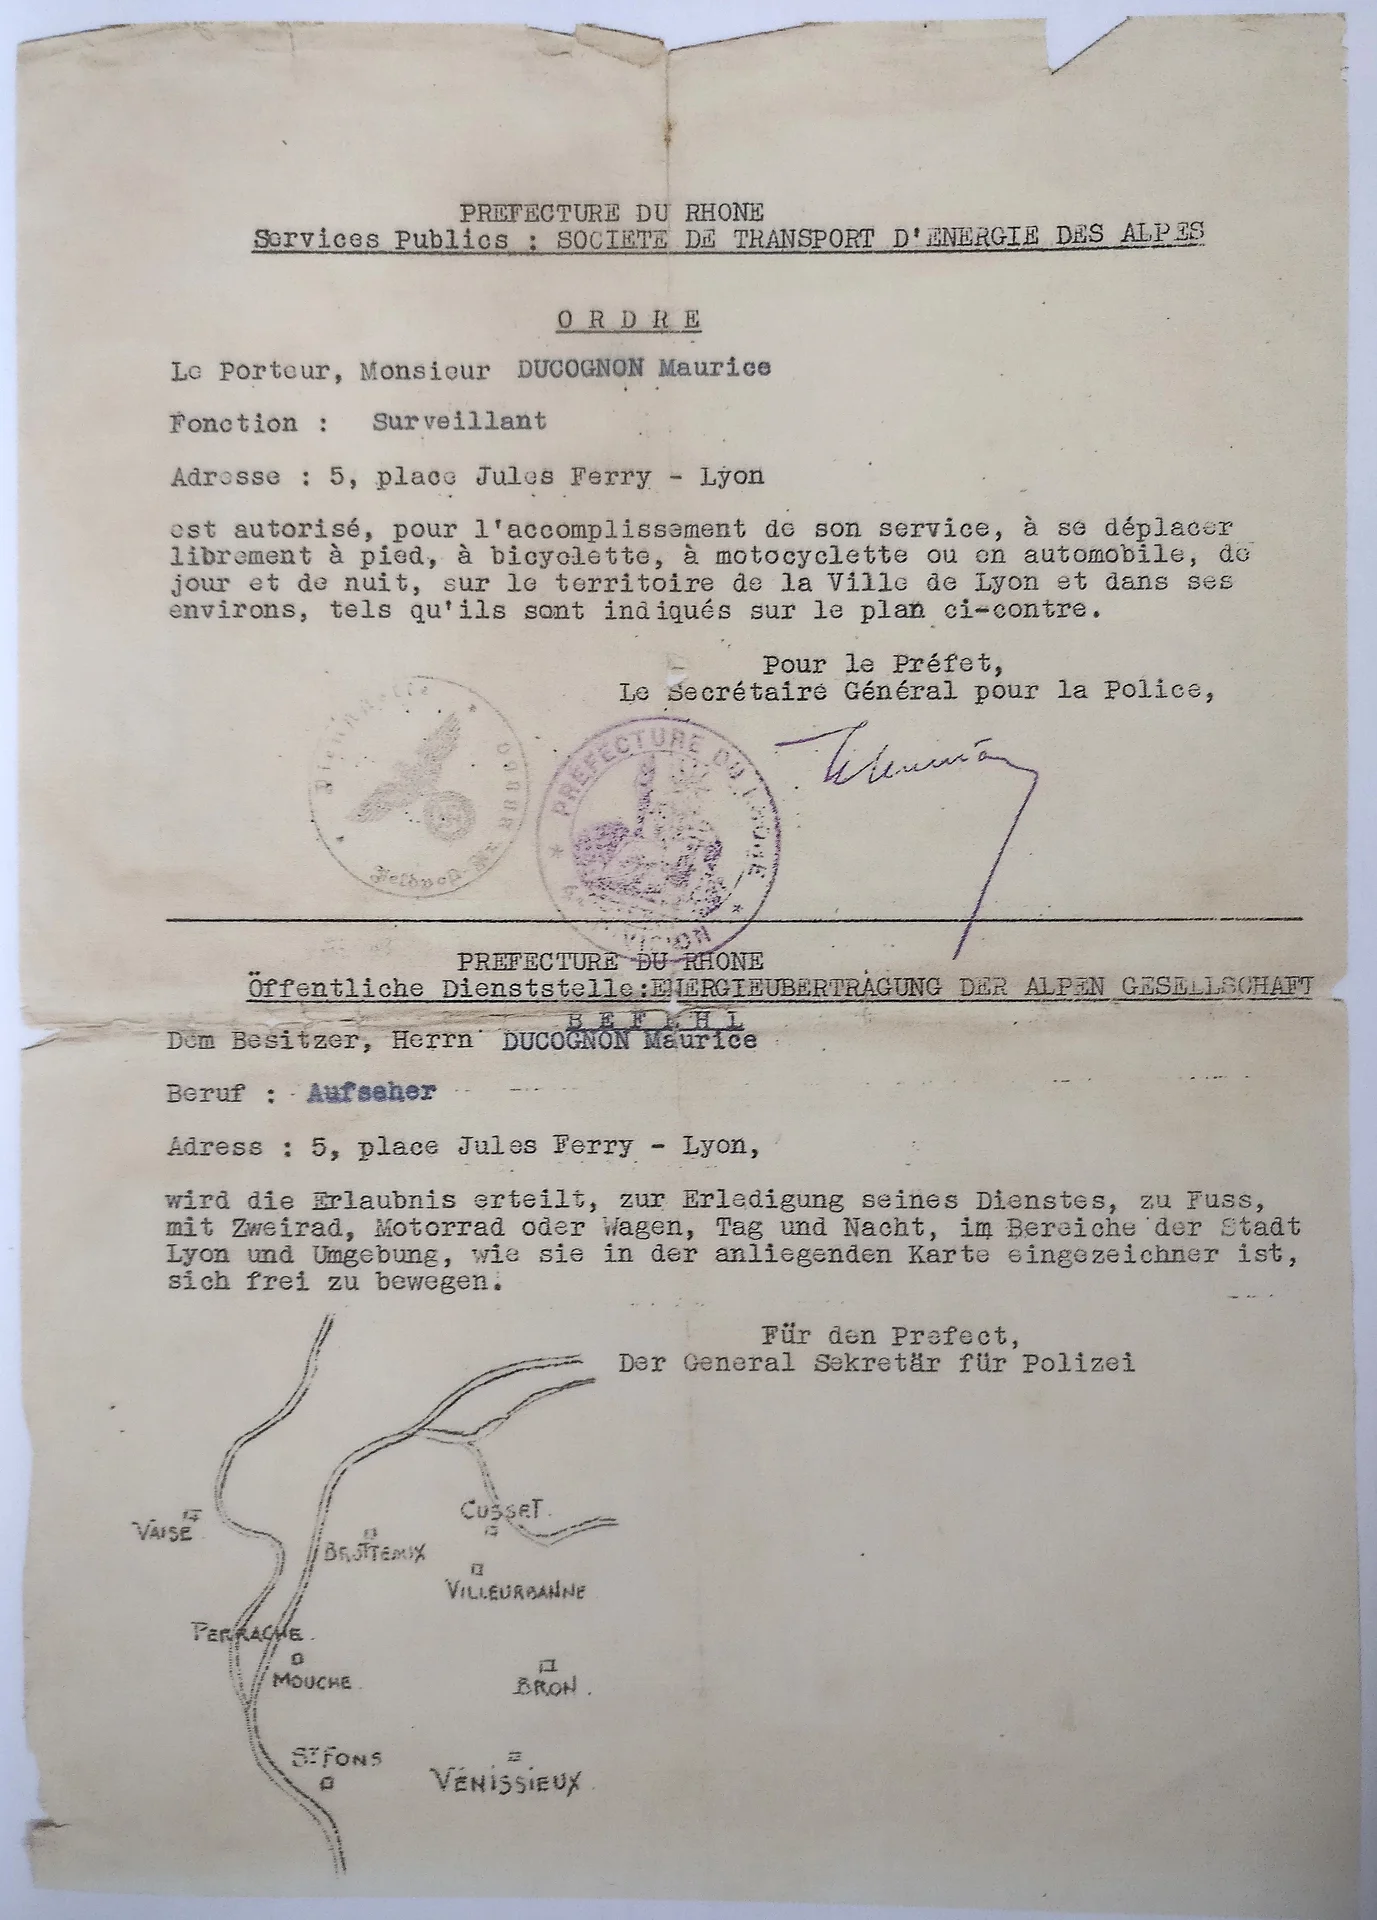 PREFECTURE DU RHONE
Services Publics : SOCIETE DE TRANSPORT D'ENERGIE DES ALPES
O R D R E
Le Porteur, Monsieur DUCOGNON Maurice
Fonction : Surveillant
Adresse : 5, place Jules Ferry - Lyon
est autorisé, pour l'accomplissement de son service, à se déplacer
librement à pied, à bicyclette, à motocyclette ou en automobile, de
jour et de nuit, sur le territoire de la Ville de Lyon et dans ses
environs, tels qu'ils sont indiqués sur le plan ci-contre.
Pour le Préfet,
Le Secrétaire Général pour la Police,
Dienststelle
Feldpost
PREFECTURE DU RHONE
DIVISION
PREFECTURE DU RHONE
Öffentliche Dienststelle:ENERGIEUBERTRAGUNG DER ALPEN GESELLSCHAFT
B E F E H L
Dem Besitzer, Herrn DUCOGNON Maurice
Beruf : Aufseher
Adress : 5, place Jules Ferry - Lyon,
wird die Erlaubnis erteilt, zur Erledigung seines Dienstes, zu Fuss,
mit Zweirad, Motorrad oder Wagen, Tag und Nacht, im Bereiche der Stadt
Lyon und Umgebung, wie sie in der anliegenden Karte eingezeichner ist,
sich frei zu bewegen.
Für den Prefect,
Der General Sekretär für Polizei
CUSSET.
VAISE.
BROTTEAUX
VILLEURBANNE
PERRACHE.
MOUCHE.
BRON.
ST FONS
VÉNISSIEUX.